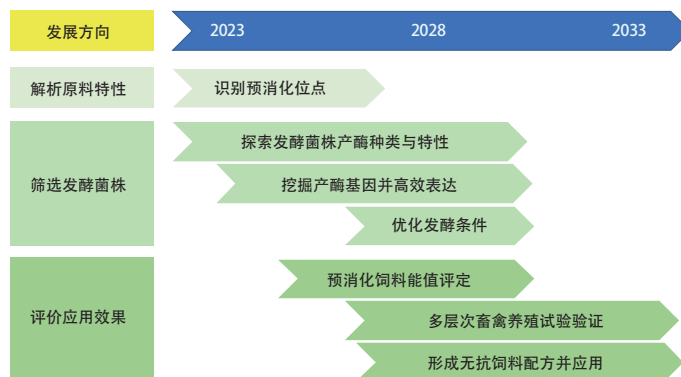 发展方向 2023 2028 2033
解析原料特性 识别预消化位点
探索发酵菌株产酶种类与特性
筛选发酵菌株 挖掘产酶基因并高效表达
优化发酵条件
预消化饲料能值评定
评价应用效果 多层次畜禽养殖试验验证
形成无抗饲料配方并应用